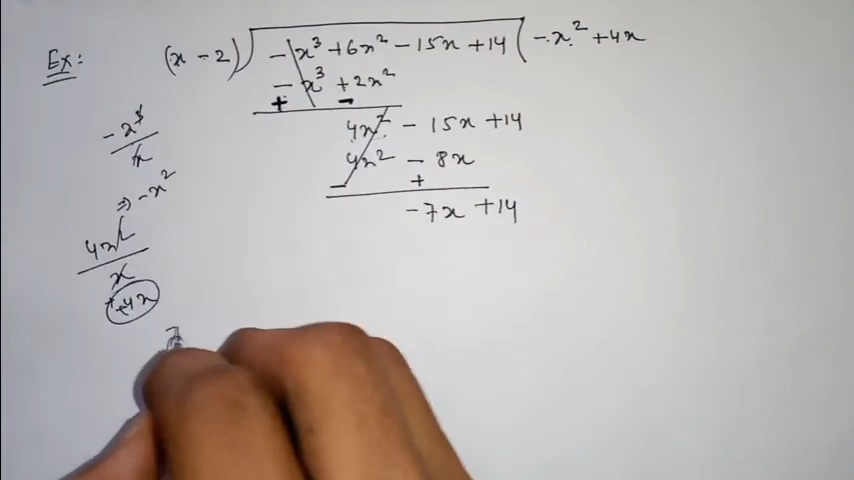 Ex: (x - 2) ) - x³ + 6x² - 15x + 14 ( - x² + 4x
- x³ + 2x²
+ -
4x² - 15x + 14
4x² - 8x
- +
- 7x + 14
- x³
x
⇒ - x²
4x²
x
+ 4x
7